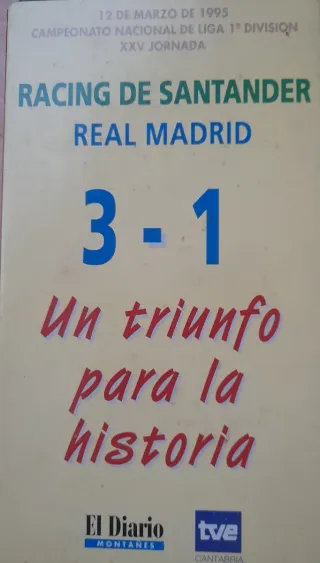 12 DE MARZO DE 1995
CAMPEONATO NACIONAL DE LIGA 1ª DIVISION
XXV JORNADA
RACING DE SANTANDER
REAL MADRID
3 - 1
Un triunfo
para la
historia
El Diario
MONTAÑES
tve
CANTABRIA